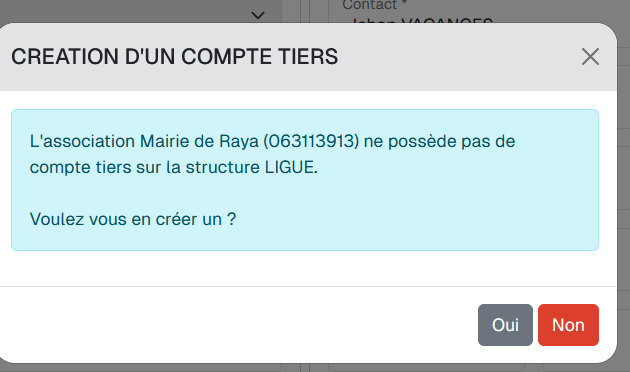 Contact *
CREATION D'UN COMPTE TIERS
L'association Mairie de Raya (063113913) ne possède pas de
compte tiers sur la structure LIGUE.
Voulez vous en créer un ?
Oui
Non